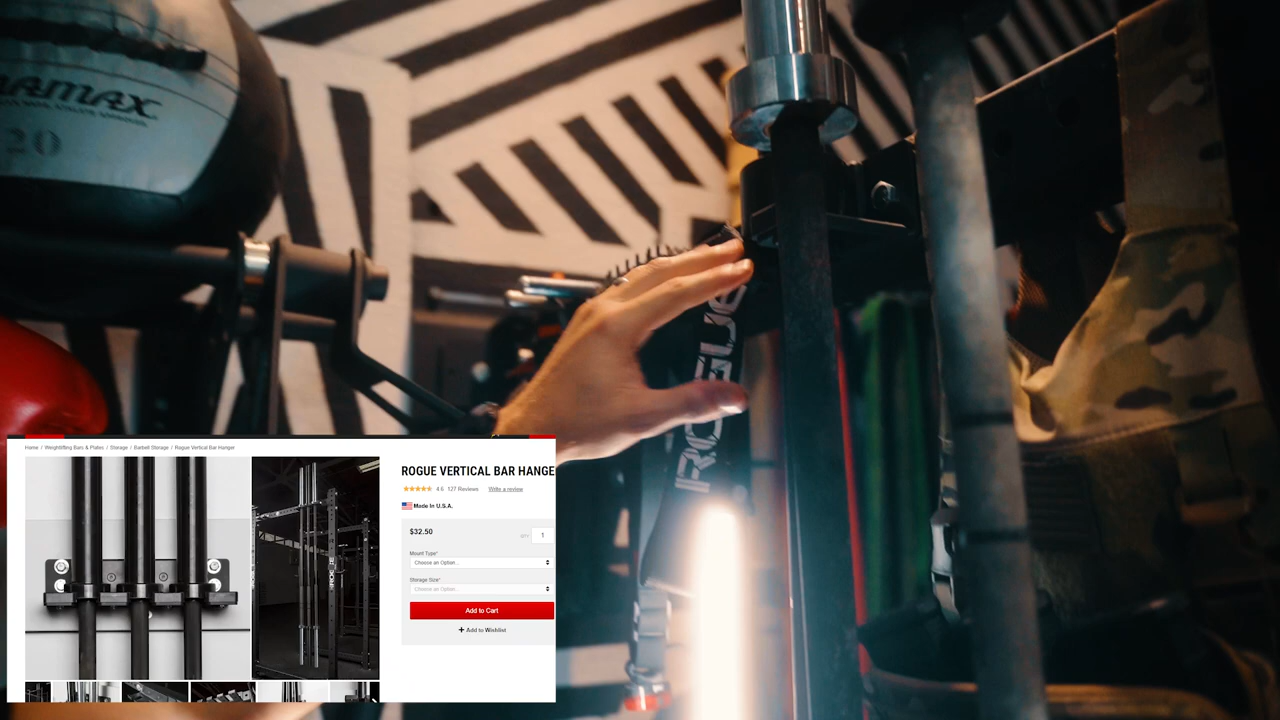 20
ROGUE
Home / Weightlifting Bars & Plates / Storage / Barbell Storage / Rogue Vertical Bar Hanger
ROGUE VERTICAL BAR HANGE
4.6 127 Reviews Write a review
Made In U.S.A.
$32.50
QTY 1
Mount Type*
Choose an Option...
Storage Size*
Choose an Option...
Add to Cart
+ Add to Wishlist